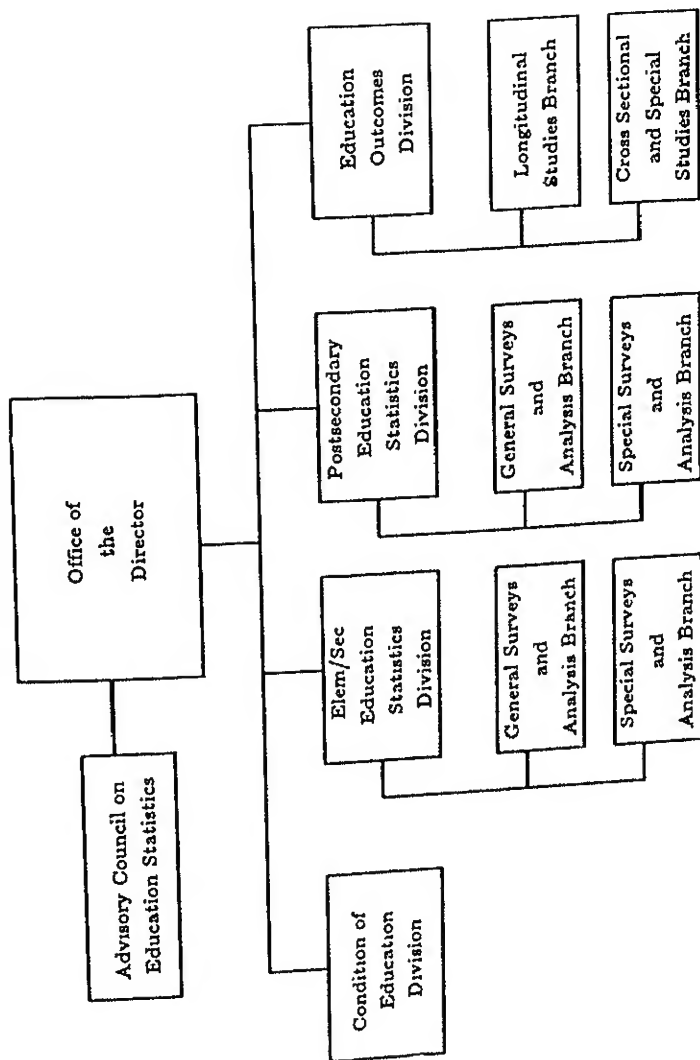 Office of
the
Director
Advisory Council on
Education Statistics
Condition of
Education
Division
Elem/Sec
Education
Statistics
Division
General Surveys
and
Analysis Branch
Special Surveys
and
Analysis Branch
Postsecondary
Education
Statistics
Division
General Surveys
and
Analysis Branch
Special Surveys
and
Analysis Branch
Education
Outcomes
Division
Longitudinal
Studies Branch
Cross Sectional
and Special
Studies Branch